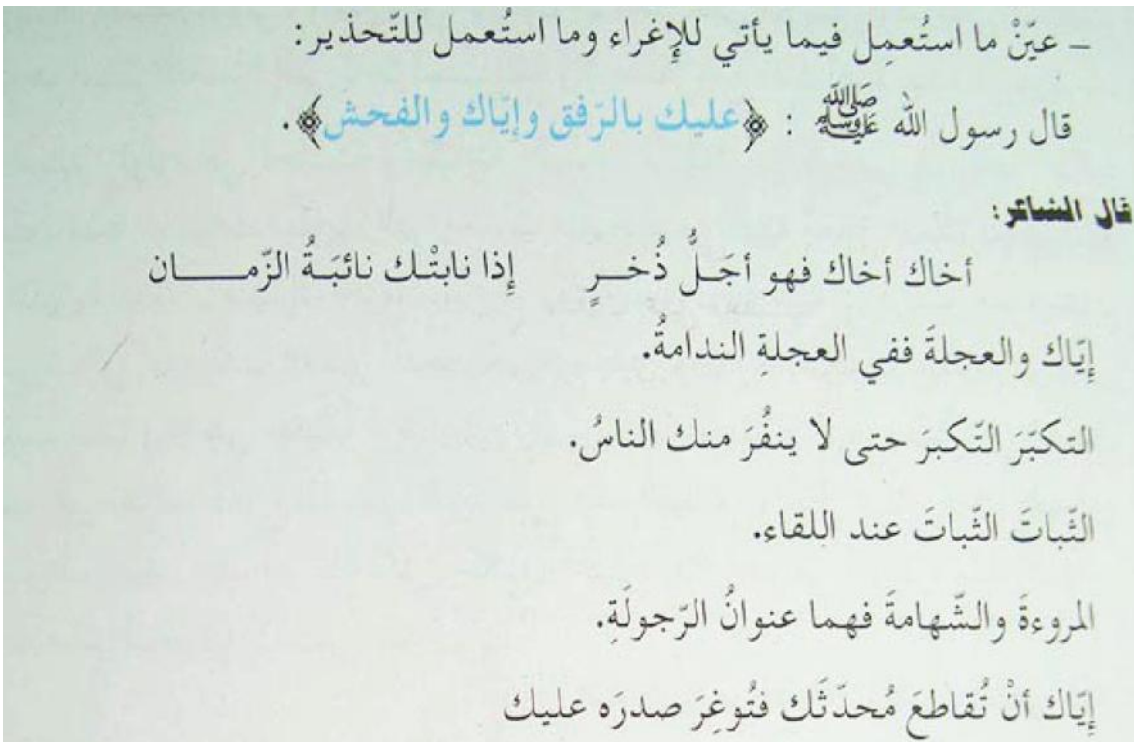 – عيّنْ ما استُعمِل فيما يأتي للإغراء وما استُعمل للتّحذير:
قال رسول الله ﷺ : ﴿عليك بالرّفق وإيّاك والفحش﴾.
قال الشاعر:
أخاك أخاك فهو أجَلُّ ذُخـرٍ إذا نابتْك نائبَةُ الزّمـــــان
إيّاك والعجلةَ ففي العجلةِ الندامةُ.
التكبّرَ التّكبرَ حتى لا ينفُرَ منك الناسُ.
الثّباتَ الثّباتَ عند اللقاء.
المروءةَ والشّهامةَ فهما عنوانُ الرّجولَةِ.
إيّاك أنْ تُقاطعَ مُحدّثَك فتُوغِرَ صدرَه عليك